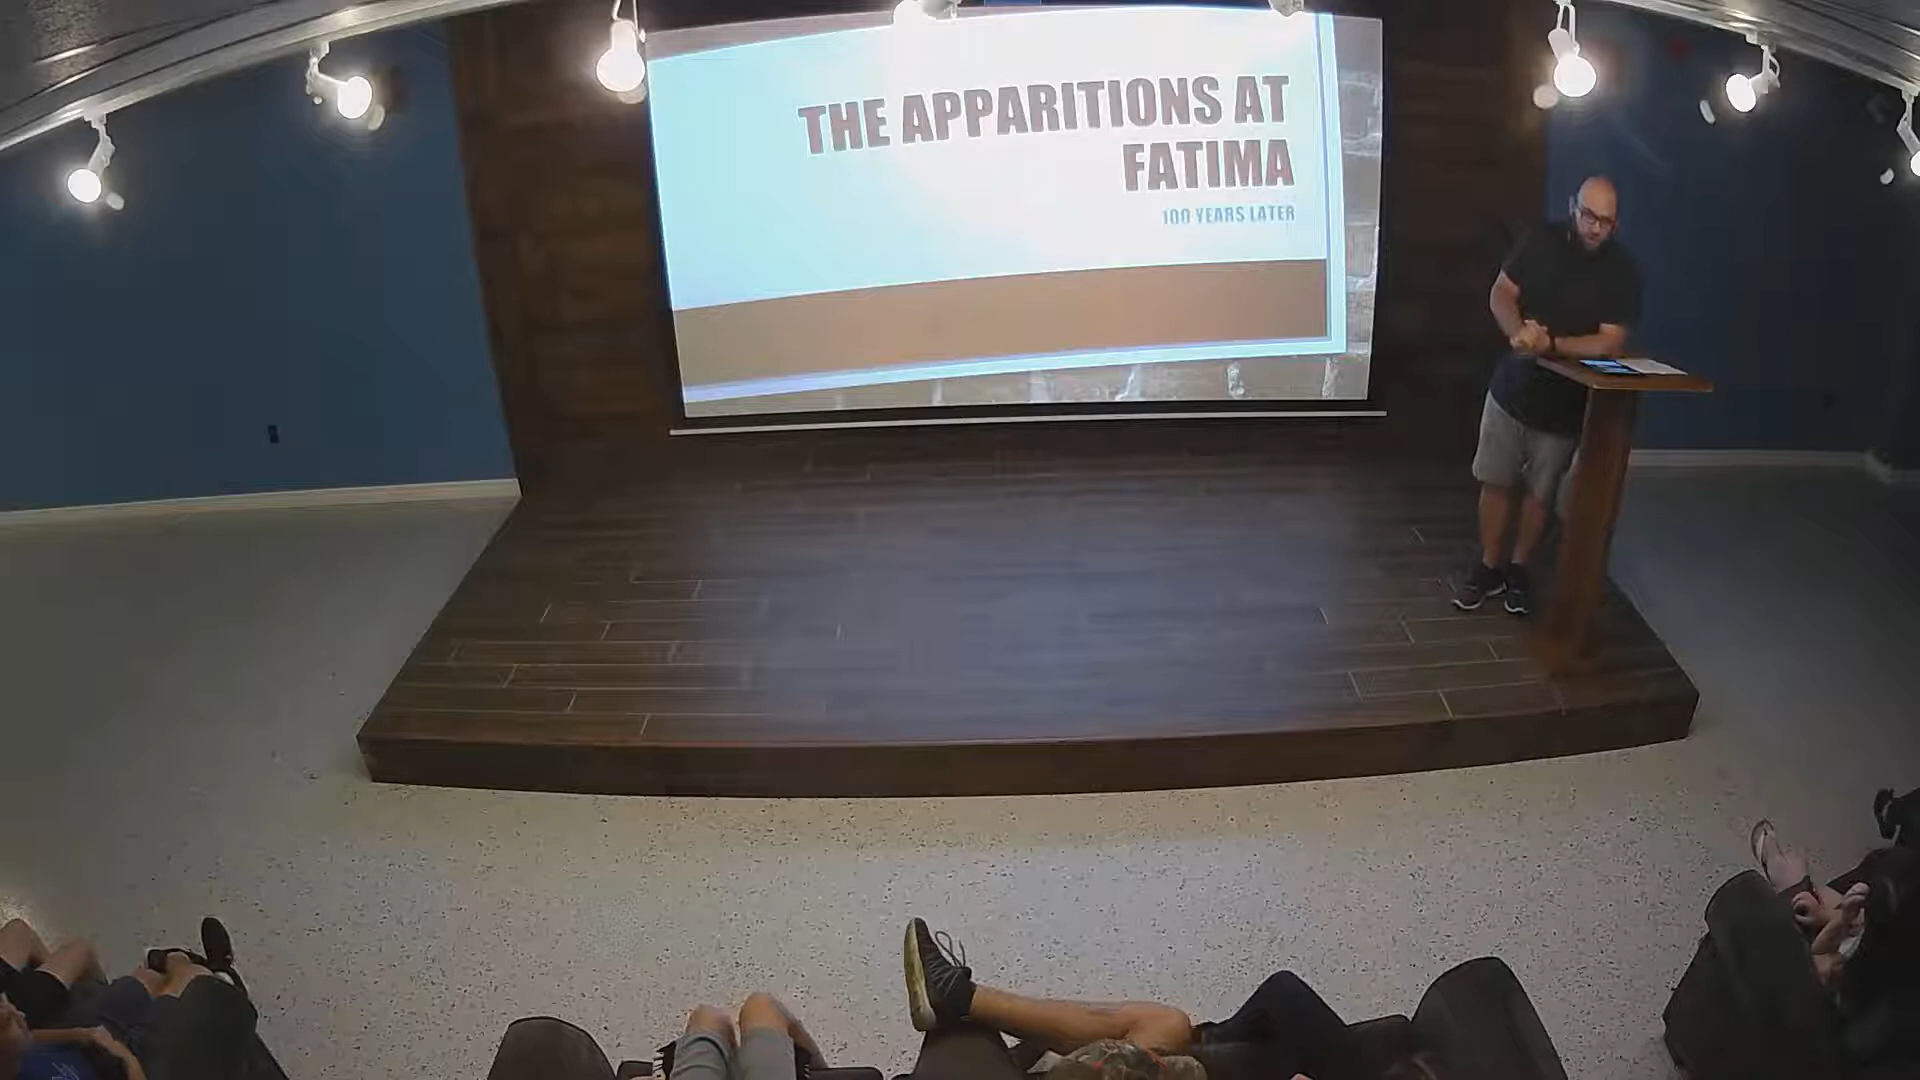 THE APPARITIONS AT
FATIMA
100 YEARS LATER